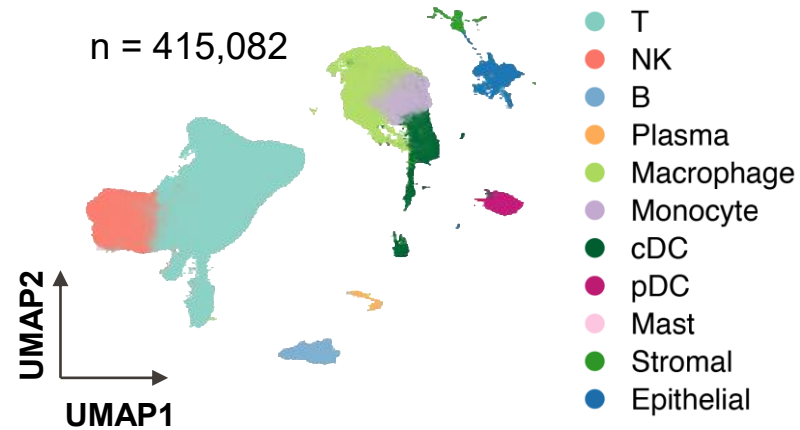 n = 415,082
UMAP2
UMAP1
T
NK
B
Plasma
Macrophage
Monocyte
cDC
pDC
Mast
Stromal
Epithelial